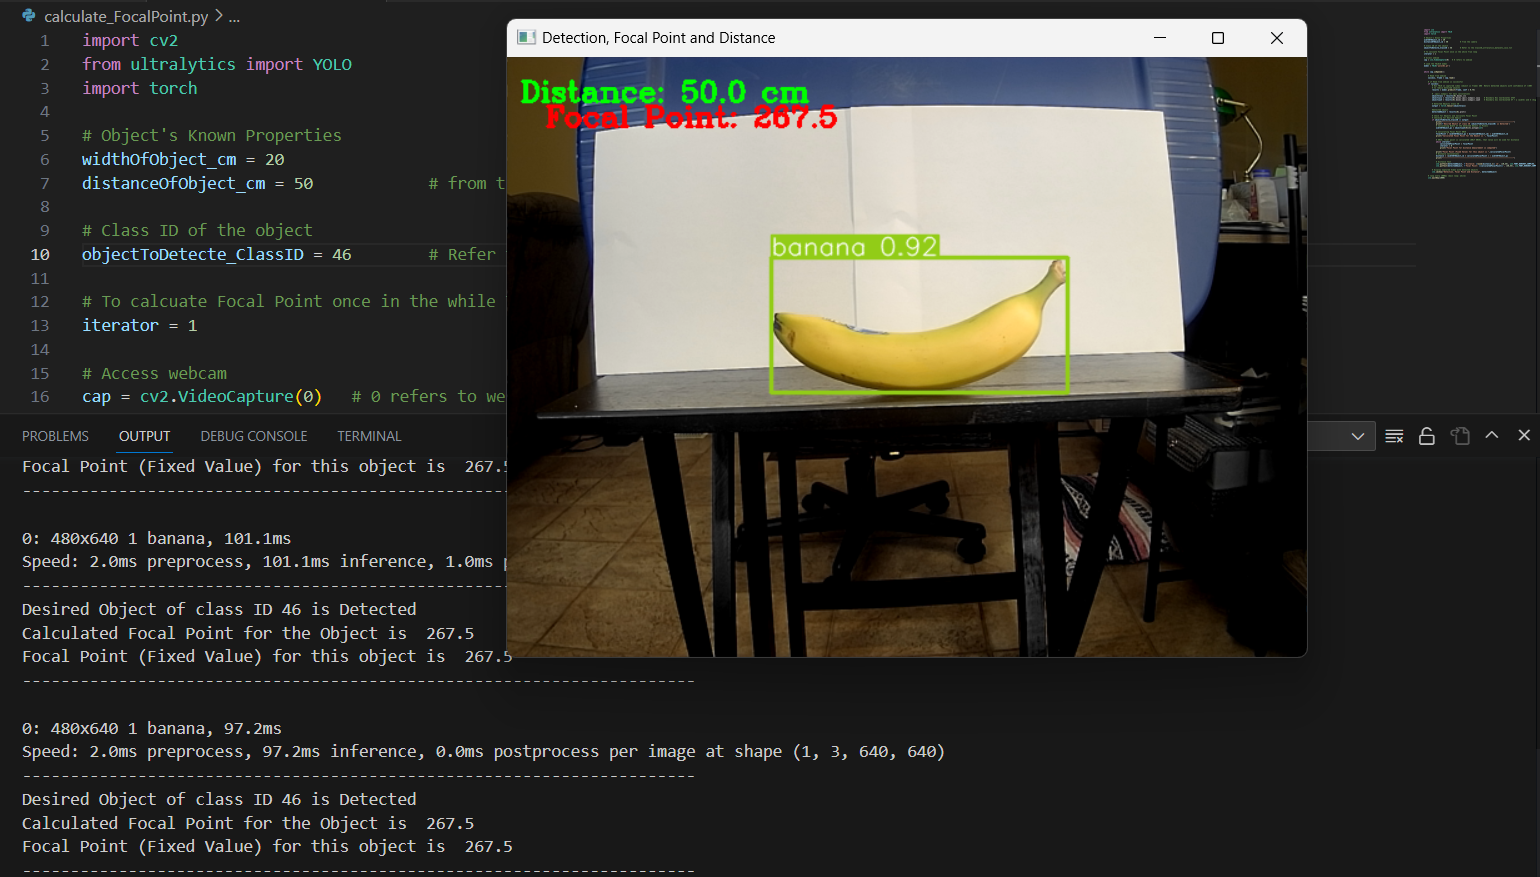 calculate_FocalPoint.py > ...
1 import cv2
2 from ultralytics import YOLO
3 import torch
4
5 # Object's Known Properties
6 widthOfObject_cm = 20
7 distanceOfObject_cm = 50 # from t
8
9 # Class ID of the object
10 objectToDetecte_ClassID = 46 # Refer
11
12 # To calcuate Focal Point once in the while
13 iterator = 1
14
15 # Access webcam
16 cap = cv2.VideoCapture(0) # 0 refers to we
Detection, Focal Point and Distance
Distance: 50.0 cm
Focal Point: 267.5
banana 0.92
PROBLEMS OUTPUT DEBUG CONSOLE TERMINAL
Focal Point (Fixed Value) for this object is 267.5
----------------------------------------------------------------------
0: 480x640 1 banana, 101.1ms
Speed: 2.0ms preprocess, 101.1ms inference, 1.0ms p
----------------------------------------------------------------------
Desired Object of class ID 46 is Detected
Calculated Focal Point for the Object is 267.5
Focal Point (Fixed Value) for this object is 267.5
----------------------------------------------------------------------
0: 480x640 1 banana, 97.2ms
Speed: 2.0ms preprocess, 97.2ms inference, 0.0ms postprocess per image at shape (1, 3, 640, 640)
----------------------------------------------------------------------
Desired Object of class ID 46 is Detected
Calculated Focal Point for the Object is 267.5
Focal Point (Fixed Value) for this object is 267.5
----------------------------------------------------------------------